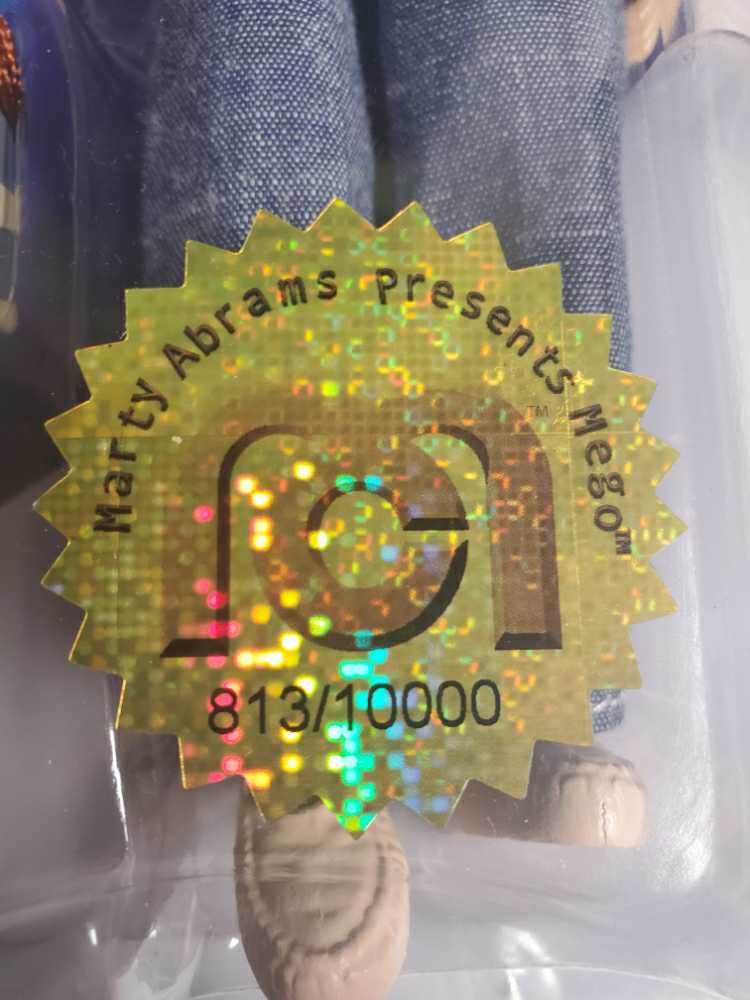 Marty Abrams Presents Mego™
TM
813/10000